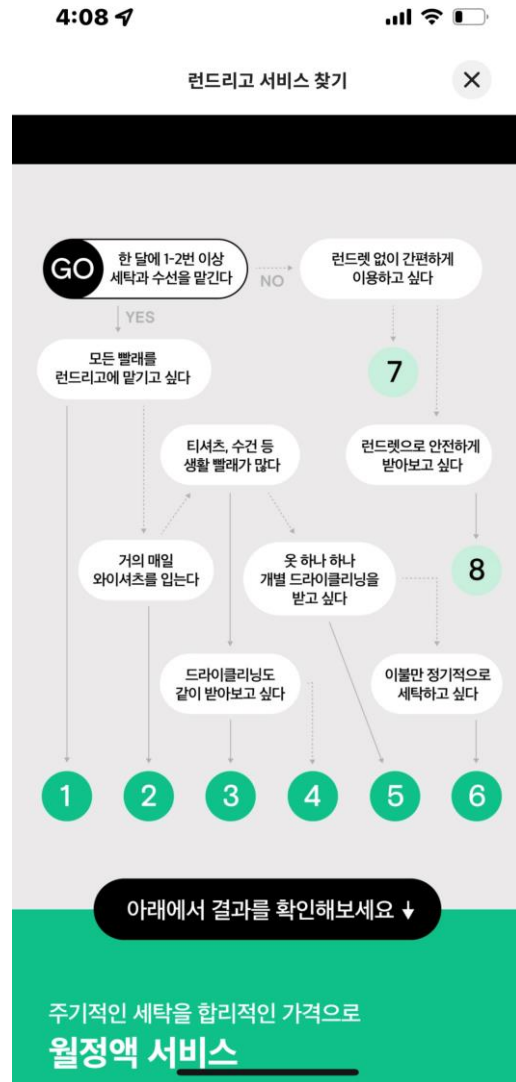 4:08
런드리고 서비스 찾기
GO
한 달에 1-2번 이상
세탁과 수선을 맡긴다
NO
런드렛 없이 간편하게
이용하고 싶다
YES
모든 빨래를
런드리고에 맡기고 싶다
7
티셔츠, 수건 등
생활 빨래가 많다
런드렛으로 안전하게
받아보고 싶다
거의 매일
와이셔츠를 입는다
옷 하나 하나
개별 드라이클리닝을
받고 싶다
8
드라이클리닝도
같이 받아보고 싶다
이불만 정기적으로
세탁하고 싶다
1
2
3
4
5
6
아래에서 결과를 확인해보세요 ↓
주기적인 세탁을 합리적인 가격으로
월정액 서비스